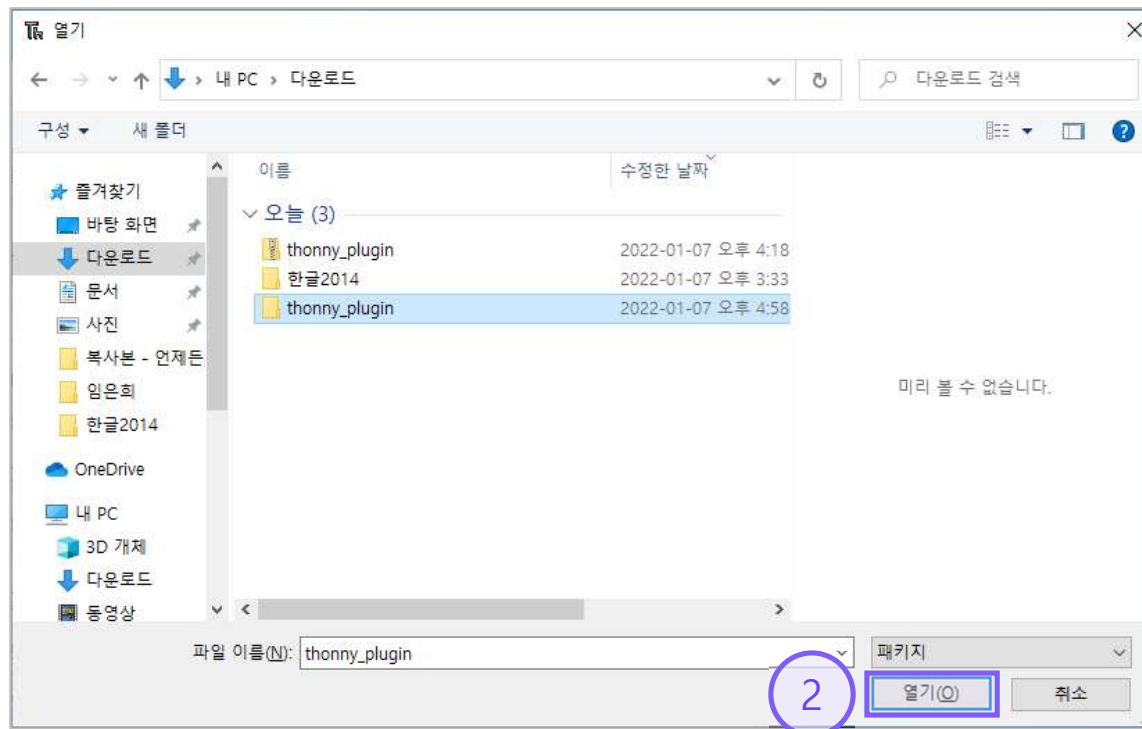 열기
내 PC › 다운로드
다운로드 검색
구성
새 폴더
이름
수정한 날짜
즐겨찾기
바탕 화면
다운로드
문서
사진
복사본 - 언제든
임은희
한글2014
OneDrive
내 PC
3D 개체
다운로드
동영상
오늘 (3)
thonny_plugin 2022-01-07 오후 4:18
한글2014 2022-01-07 오후 3:33
thonny_plugin 2022-01-07 오후 4:58
미리 볼 수 없습니다.
파일 이름(N): thonny_plugin
패키지
2
열기(O)
취소